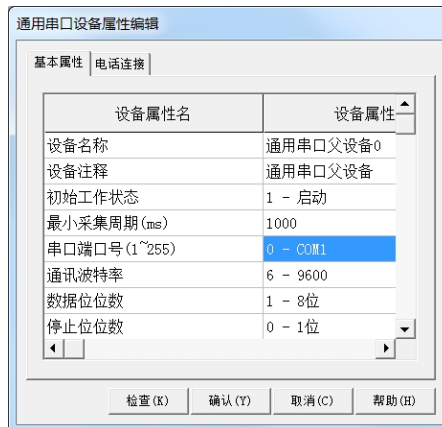 通用串口设备属性编辑
基本属性 电话连接
设备属性名 设备属性
设备名称 通用串口父设备0
设备注释 通用串口父设备
初始工作状态 1 - 启动
最小采集周期(ms) 1000
串口端口号(1~255) 0 - COM1
通讯波特率 6 - 9600
数据位位数 1 - 8位
停止位位数 0 - 1位
检查(K) 确认(Y) 取消(C) 帮助(H)